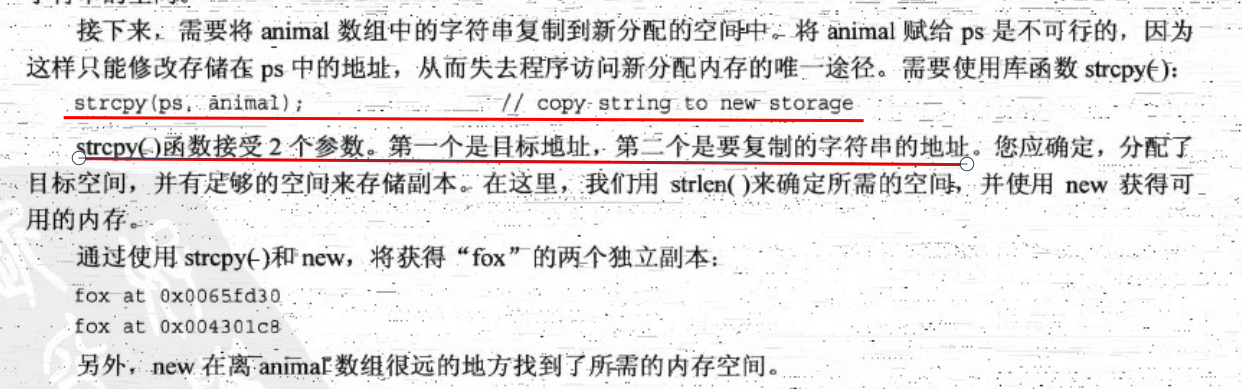 接下来，需要将 animal 数组中的字符串复制到新分配的空间中。将 animal 赋给 ps 是不可行的，因为
这样只能修改存储在 ps 中的地址，从而失去程序访问新分配内存的唯一途径。需要使用库函数 strcpy( )：
strcpy(ps, animal);          // copy string to new storage
strcpy( )函数接受 2 个参数。第一个是目标地址，第二个是要复制的字符串的地址。您应确定，分配了
目标空间，并有足够的空间来存储副本。在这里，我们用 strlen( )来确定所需的空间，并使用 new 获得可
用的内存。
通过使用 strcpy( )和 new，将获得“fox”的两个独立副本：
fox at 0x0065fd30
fox at 0x004301c8
另外，new 在离 animal 数组很远的地方找到了所需的内存空间。